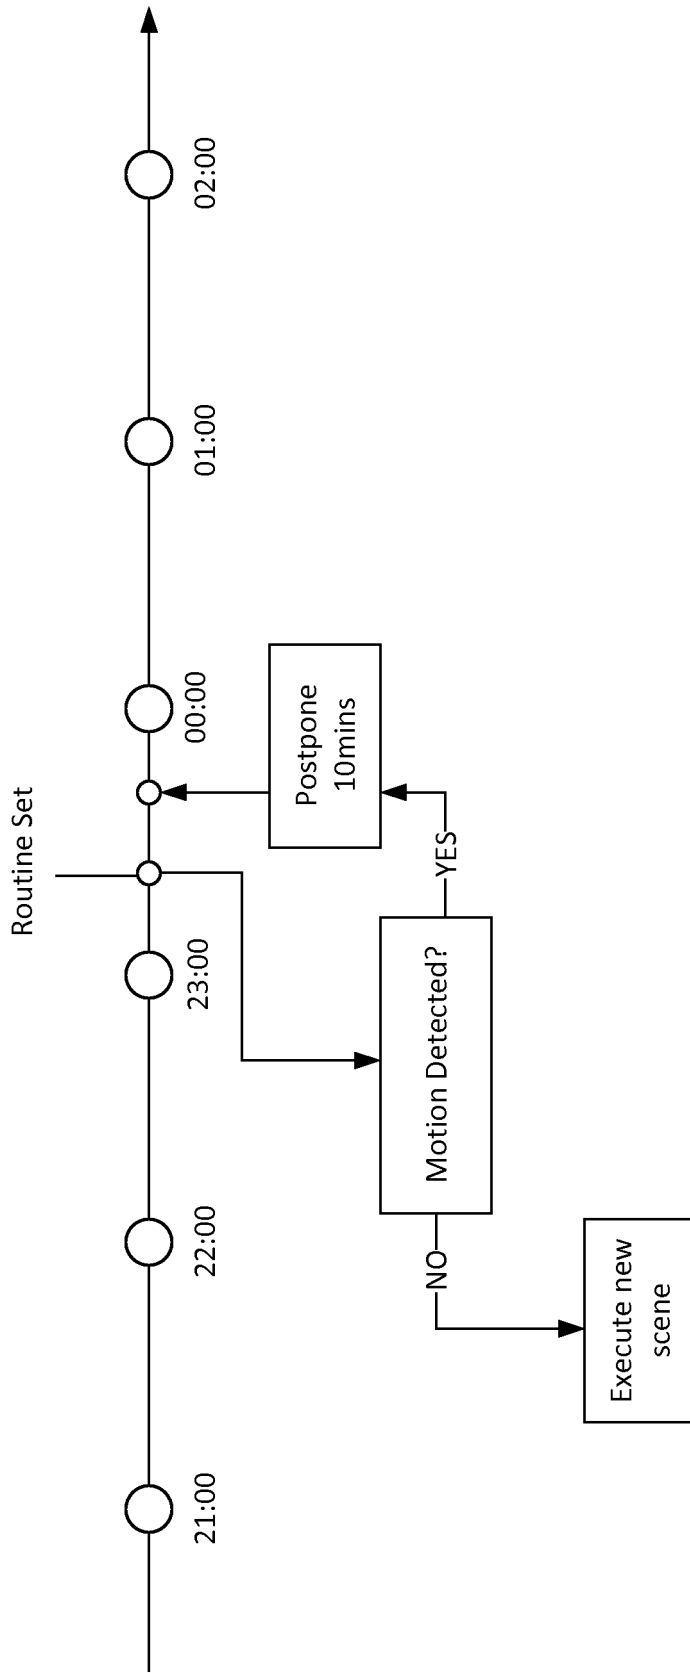 Routine Set
21:00
22:00
23:00
00:00
01:00
02:00
Postpone
10mins
YES
Motion Detected?
NO
Execute new
scene